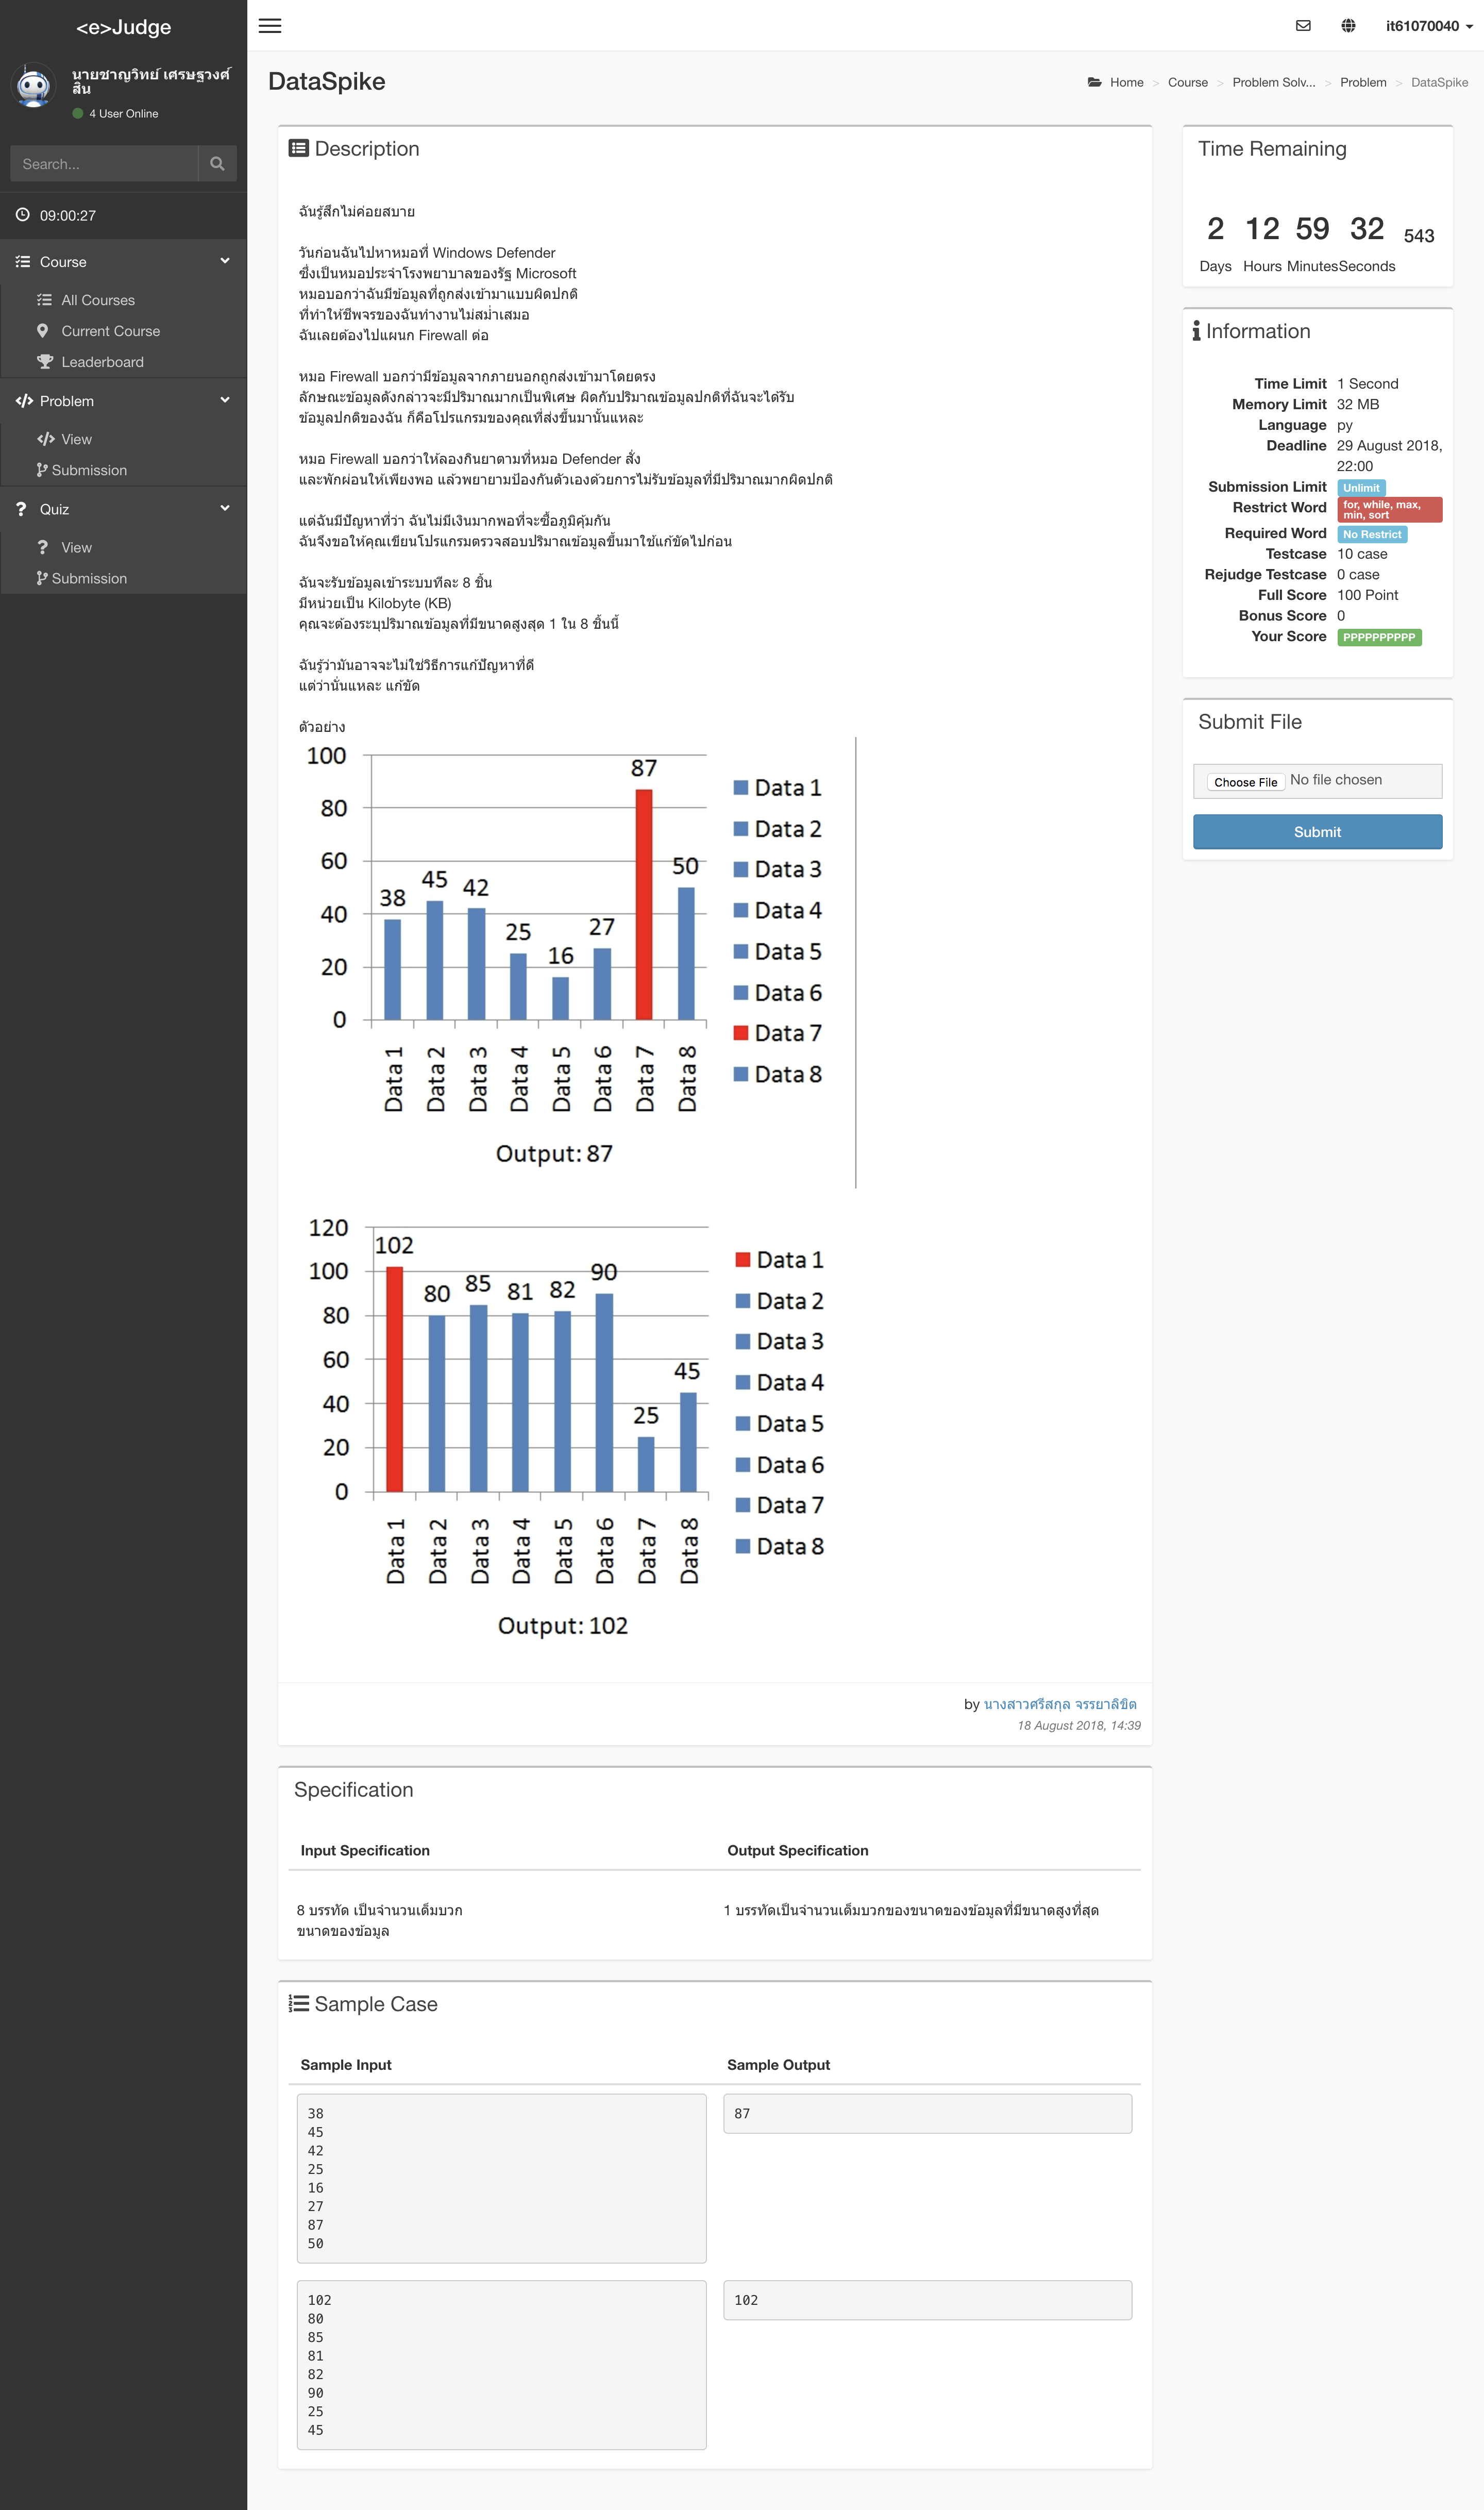 <e>Judge
นายชาญวิทย์ เศรษฐวงศ์
สิน
4 User Online
Search...
09:00:27
Course
All Courses
Current Course
Leaderboard
Problem
View
Submission
Quiz
View
Submission
it61070040
DataSpike
Home > Course > Problem Solv... > Problem > DataSpike
Description
ฉันรู้สึกไม่ค่อยสบาย
วันก่อนฉันไปหาหมอที่ Windows Defender
ซึ่งเป็นหมอประจำโรงพยาบาลของรัฐ Microsoft
หมอบอกว่าฉันมีข้อมูลที่ถูกส่งเข้ามาแบบผิดปกติ
ที่ทำให้ชีพจรของฉันทำงานไม่สม่ำเสมอ
ฉันเลยต้องไปแผนก Firewall ต่อ
หมอ Firewall บอกว่ามีข้อมูลจากภายนอกถูกส่งเข้ามาโดยตรง
ลักษณะข้อมูลดังกล่าวจะมีปริมาณมากเป็นพิเศษ ผิดกับปริมาณข้อมูลปกติที่ฉันจะได้รับ
ข้อมูลปกติของฉัน ก็คือโปรแกรมของคุณที่ส่งขึ้นมานั้นแหละ
หมอ Firewall บอกว่าให้ลองกินยาตามที่หมอ Defender สั่ง
และพักผ่อนให้เพียงพอ แล้วพยายามป้องกันตัวเองด้วยการไม่รับข้อมูลที่มีปริมาณมากผิดปกติ
แต่ฉันมีปัญหาที่ว่า ฉันไม่มีเงินมากพอที่จะซื้อภูมิคุ้มกัน
ฉันจึงขอให้คุณเขียนโปรแกรมตรวจสอบปริมาณข้อมูลขึ้นมาใช้แก้ขัดไปก่อน
ฉันจะรับข้อมูลเข้าระบบทีละ 8 ชิ้น
มีหน่วยเป็น Kilobyte (KB)
คุณจะต้องระบุปริมาณข้อมูลที่มีขนาดสูงสุด 1 ใน 8 ชิ้นนี้
ฉันรู้ว่ามันอาจจะไม่ใช่วิธีการแก้ปัญหาที่ดี
แต่ว่านั่นแหละ แก้ขัด
ตัวอย่าง
100
80
60
40
20
0
38
45
42
25
16
27
87
50
Data 1
Data 2
Data 3
Data 4
Data 5
Data 6
Data 7
Data 8
Data 1
Data 2
Data 3
Data 4
Data 5
Data 6
Data 7
Data 8
Output: 87
120
100
80
60
40
20
0
102
80
85
81
82
90
25
45
Data 1
Data 2
Data 3
Data 4
Data 5
Data 6
Data 7
Data 8
Data 1
Data 2
Data 3
Data 4
Data 5
Data 6
Data 7
Data 8
Output: 102
by นางสาวศรีสกุล จรรยาลิขิต
18 August 2018, 14:39
Specification
Input Specification
Output Specification
8 บรรทัด เป็นจำนวนเต็มบวก
ขนาดของข้อมูล
1 บรรทัดเป็นจำนวนเต็มบวกของขนาดของข้อมูลที่มีขนาดสูงที่สุด
Sample Case
Sample Input
Sample Output
38
45
42
25
16
27
87
50
87
102
80
85
81
82
90
25
45
102
Time Remaining
2 12 59 32 543
Days Hours Minutes Seconds
Information
Time Limit 1 Second
Memory Limit 32 MB
Language py
Deadline 29 August 2018,
22:00
Submission Limit Unlimit
Restrict Word for, while, max,
min, sort
Required Word No Restrict
Testcase 10 case
Rejudge Testcase 0 case
Full Score 100 Point
Bonus Score 0
Your Score PPPPPPPPPP
Submit File
Choose File No file chosen
Submit